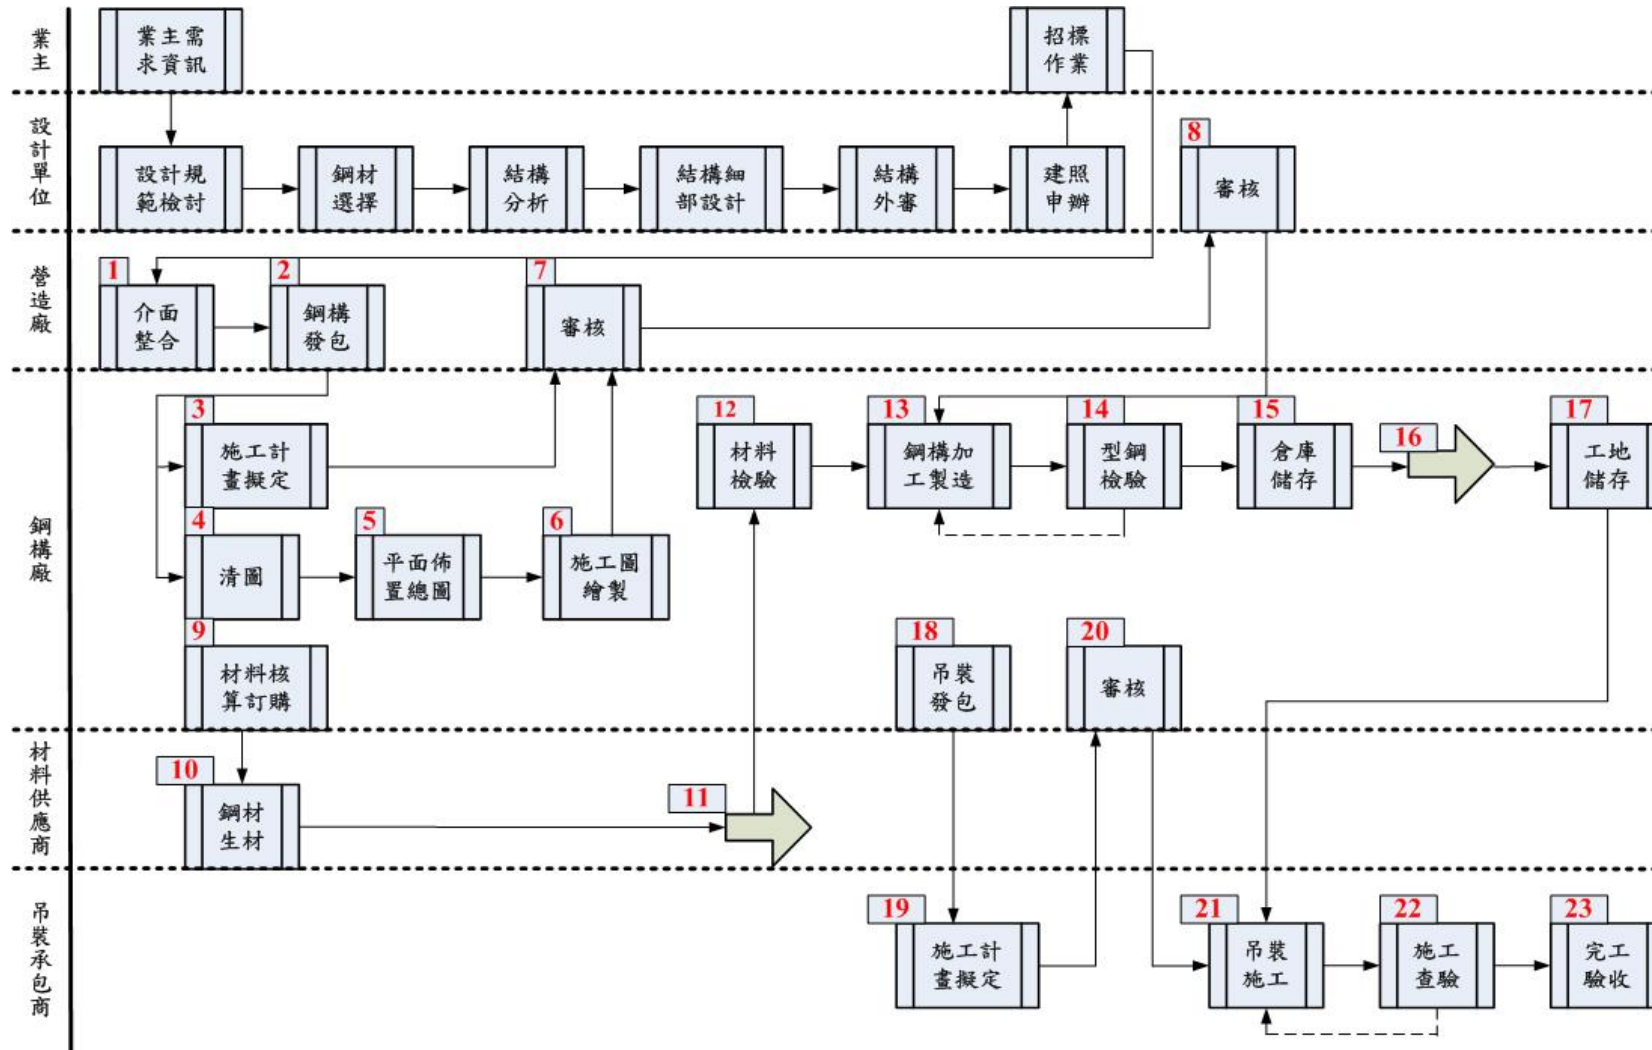 業主
業主需
求資訊
招標
作業
設計單位
設計規
範檢討
鋼材
選擇
結構
分析
結構細
部設計
結構
外審
建照
申辦
8
審核
營造廠
1
介面
整合
2
鋼構
發包
7
審核
鋼構廠
3
施工計
畫擬定
12
材料
檢驗
13
鋼構加
工製造
14
型鋼
檢驗
15
倉庫
儲存
16
17
工地
儲存
4
清圖
5
平面佈
置總圖
6
施工圖
繪製
9
材料核
算訂購
18
吊裝
發包
20
審核
材料供應商
10
鋼材
生材
11
吊裝承包商
19
施工計
畫擬定
21
吊裝
施工
22
施工
查驗
23
完工
驗收